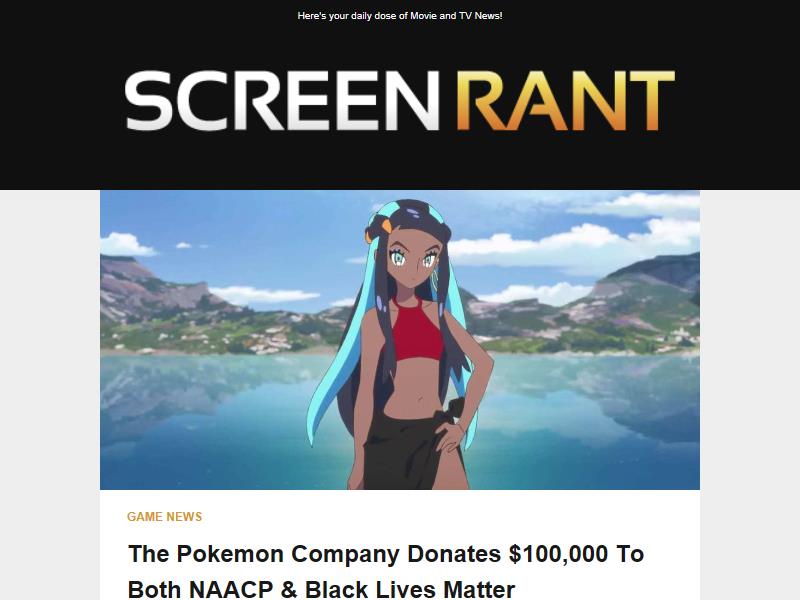 Here's your daily dose of Movie and TV News!
SCREEN RANT
GAME NEWS
The Pokemon Company Donates $100,000 To
Both NAACP & Black Lives Matter